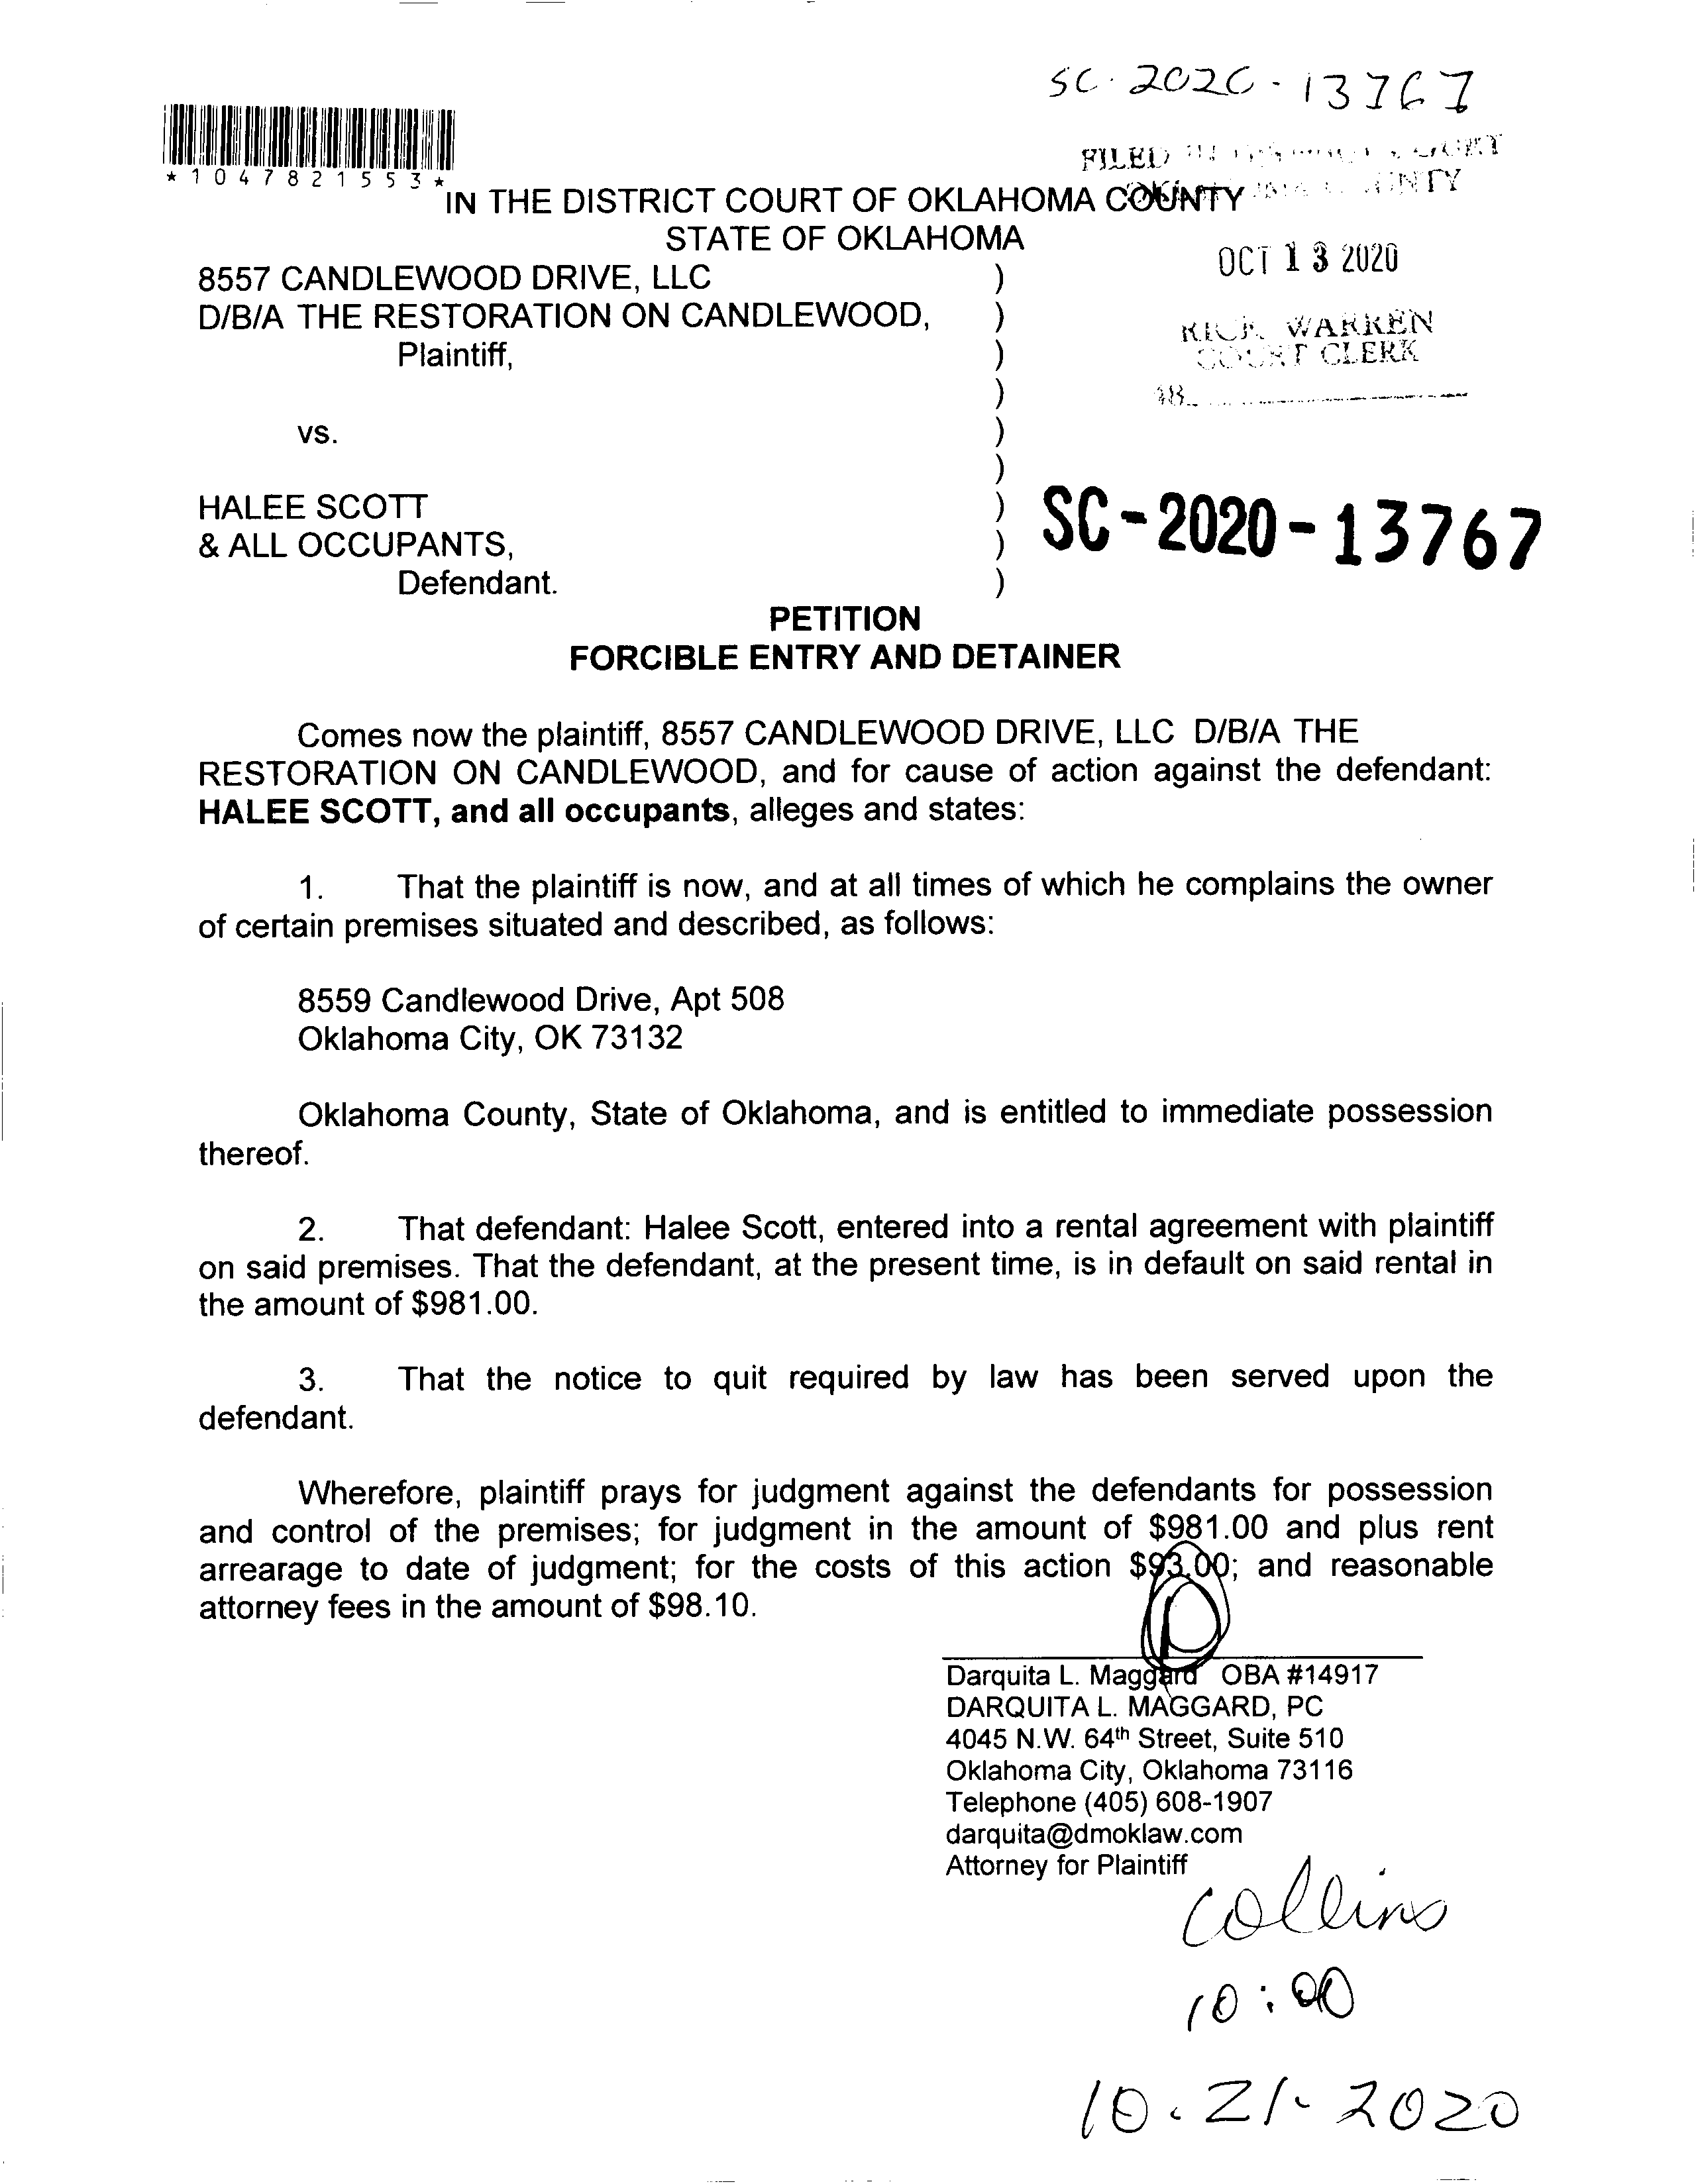 SC-2020-13767
*1047821553*
FILED
COURT
COUNTY
IN THE DISTRICT COURT OF OKLAHOMA COUNTY
STATE OF OKLAHOMA
OCT 13 2020
8557 CANDLEWOOD DRIVE, LLC )
D/B/A THE RESTORATION ON CANDLEWOOD, )
RICK WARREN
Plaintiff, )
COURT CLERK
)
vs. )
)
HALEE SCOTT )
SC-2020-13767
& ALL OCCUPANTS, )
Defendant. )
PETITION
FORCIBLE ENTRY AND DETAINER
Comes now the plaintiff, 8557 CANDLEWOOD DRIVE, LLC D/B/A THE
RESTORATION ON CANDLEWOOD, and for cause of action against the defendant:
HALEE SCOTT, and all occupants, alleges and states:
1. That the plaintiff is now, and at all times of which he complains the owner
of certain premises situated and described, as follows:
8559 Candlewood Drive, Apt 508
Oklahoma City, OK 73132
Oklahoma County, State of Oklahoma, and is entitled to immediate possession
thereof.
2. That defendant: Halee Scott, entered into a rental agreement with plaintiff
on said premises. That the defendant, at the present time, is in default on said rental in
the amount of $981.00.
3. That the notice to quit required by law has been served upon the
defendant.
Wherefore, plaintiff prays for judgment against the defendants for possession
and control of the premises; for judgment in the amount of $981.00 and plus rent
arrearage to date of judgment; for the costs of this action $93.00; and reasonable
attorney fees in the amount of $98.10.
Darquita L. Maggard OBA #14917
DARQUITA L. MAGGARD, PC
4045 N.W. 64th Street, Suite 510
Oklahoma City, Oklahoma 73116
Telephone (405) 608-1907
darquita@dmoklaw.com
Attorney for Plaintiff
Collins
10:00
10.21.2020